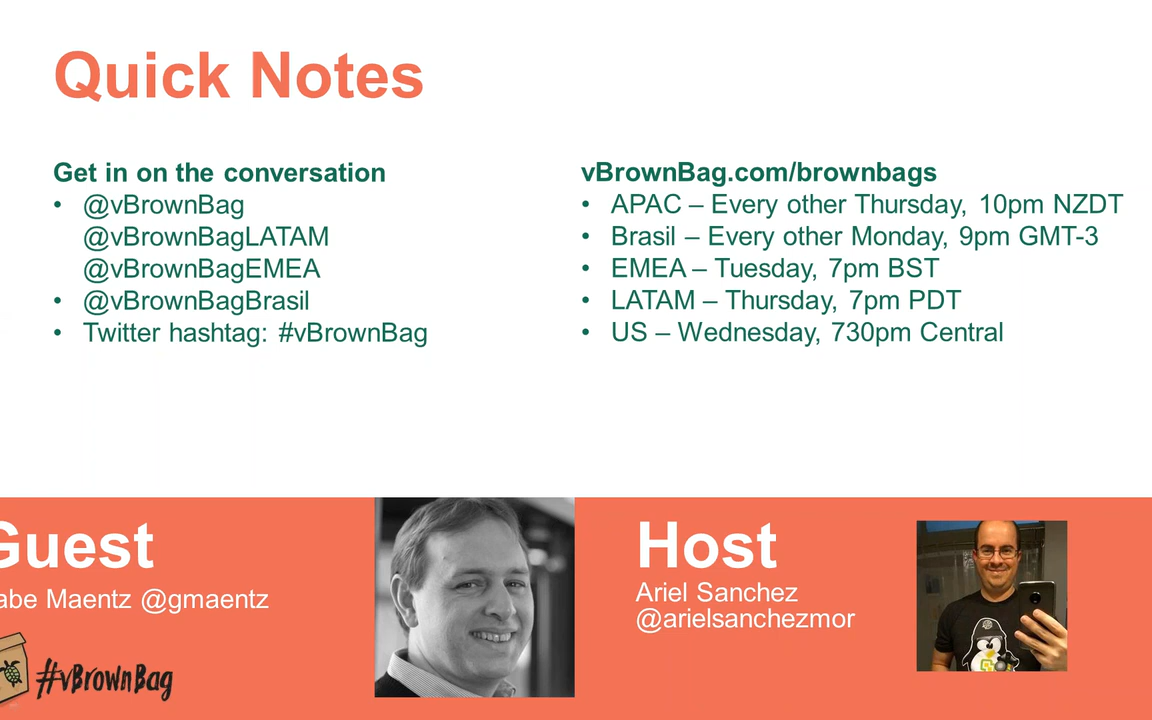 Quick Notes
Get in on the conversation
• @vBrownBag
@vBrownBagLATAM
@vBrownBagEMEA
• @vBrownBagBrasil
• Twitter hashtag: #vBrownBag
vBrownBag.com/brownbags
• APAC – Every other Thursday, 10pm NZDT
• Brasil – Every other Monday, 9pm GMT-3
• EMEA – Tuesday, 7pm BST
• LATAM – Thursday, 7pm PDT
• US – Wednesday, 730pm Central
Guest
abe Maentz @gmaentz
#vBrownBag
Host
Ariel Sanchez
@arielsanchezmor